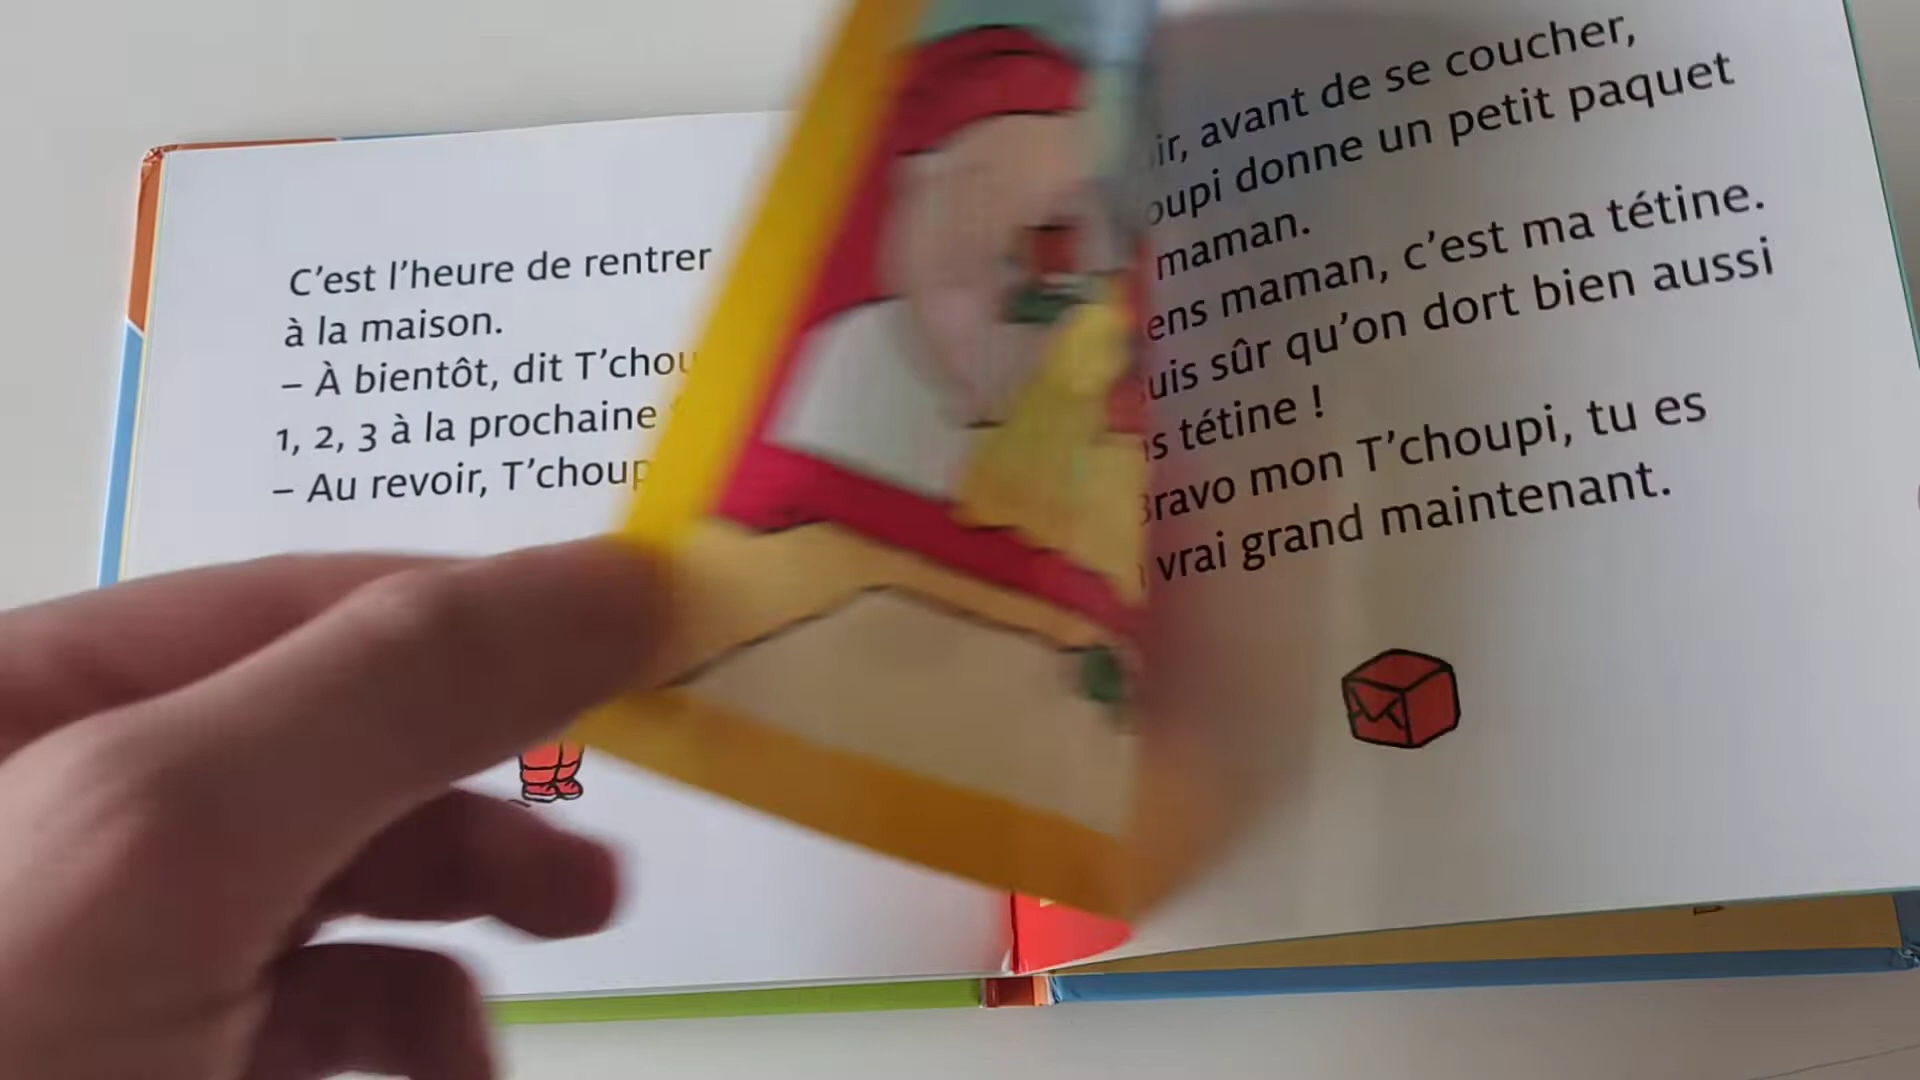 C'est l'heure de rentrer
à la maison.
– À bientôt, dit T'chou
1, 2, 3 à la prochaine
– Au revoir, T'choup
ir, avant de se coucher,
oupi donne un petit paquet
maman.
ens maman, c'est ma tétine.
uis sûr qu'on dort bien aussi
s tétine !
Bravo mon T'choupi, tu es
vrai grand maintenant.